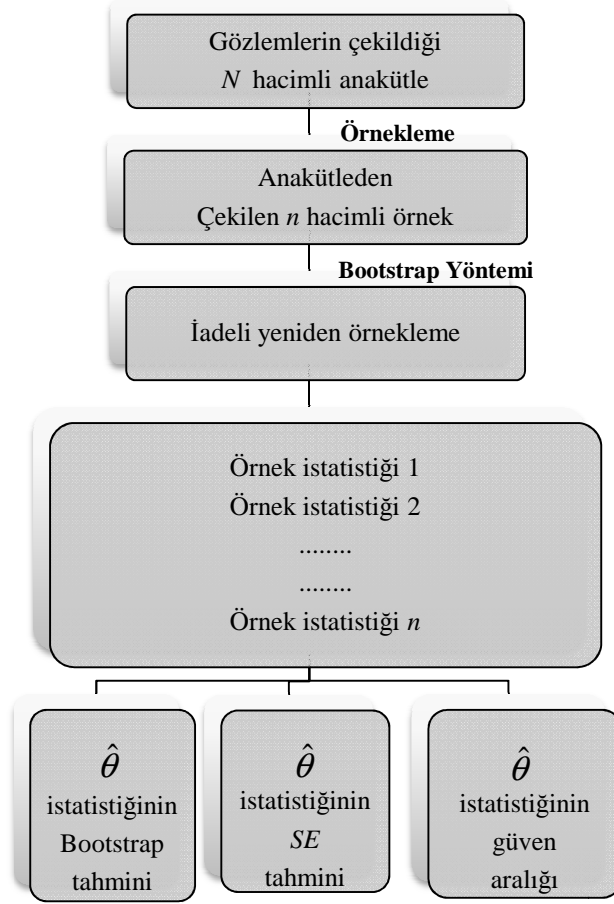 Gözlemlerin çekildiği
N hacimli anakütle
Örnekleme
Anakütleden
Çekilen n hacimli örnek
Bootstrap Yöntemi
İadeli yeniden örnekleme
Örnek istatistiği 1
Örnek istatistiği 2
........
........
Örnek istatistiği n
θ̂
istatistiğinin
Bootstrap
tahmini
θ̂
istatistiğinin
SE
tahmini
θ̂
istatistiğinin
güven
aralığı